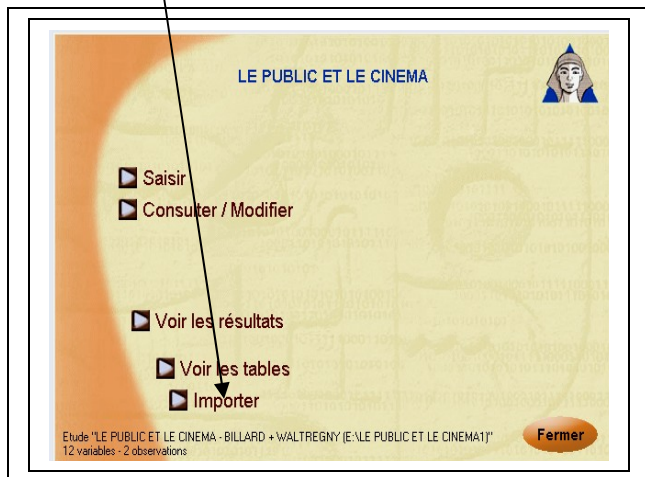 LE PUBLIC ET LE CINEMA
Saisir
Consulter / Modifier
Voir les résultats
Voir les tables
Importer
Etude "LE PUBLIC ET LE CINEMA - BILLARD + WALTREGNY (E:\LE PUBLIC ET LE CINEMA1)"
12 variables - 2 observations
Fermer